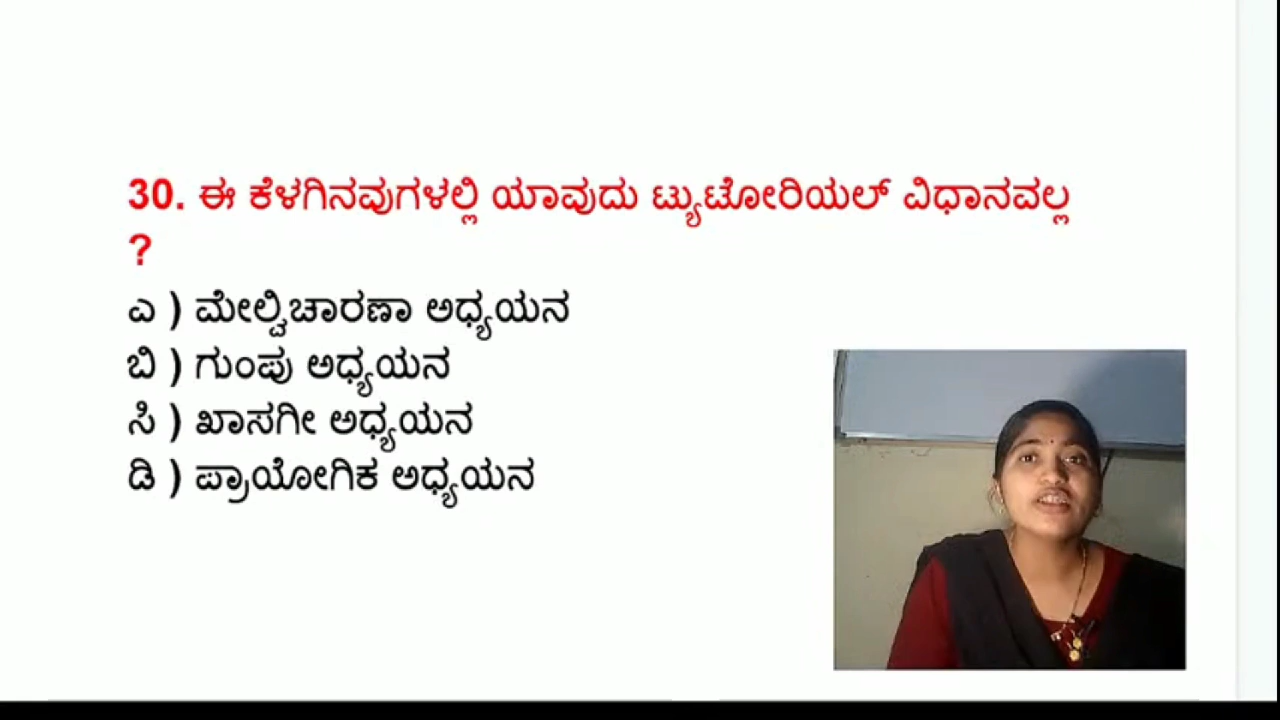 30. ಈ ಕೆಳಗಿನವುಗಳಲ್ಲಿ ಯಾವುದು ಟ್ಯುಟೋರಿಯಲ್ ವಿಧಾನವಲ್ಲ
?
ಎ ) ಮೇಲ್ವಿಚಾರಣಾ ಅಧ್ಯಯನ
ಬಿ ) ಗುಂಪು ಅಧ್ಯಯನ
ಸಿ ) ಖಾಸಗೀ ಅಧ್ಯಯನ
ಡಿ ) ಪ್ರಾಯೋಗಿಕ ಅಧ್ಯಯನ